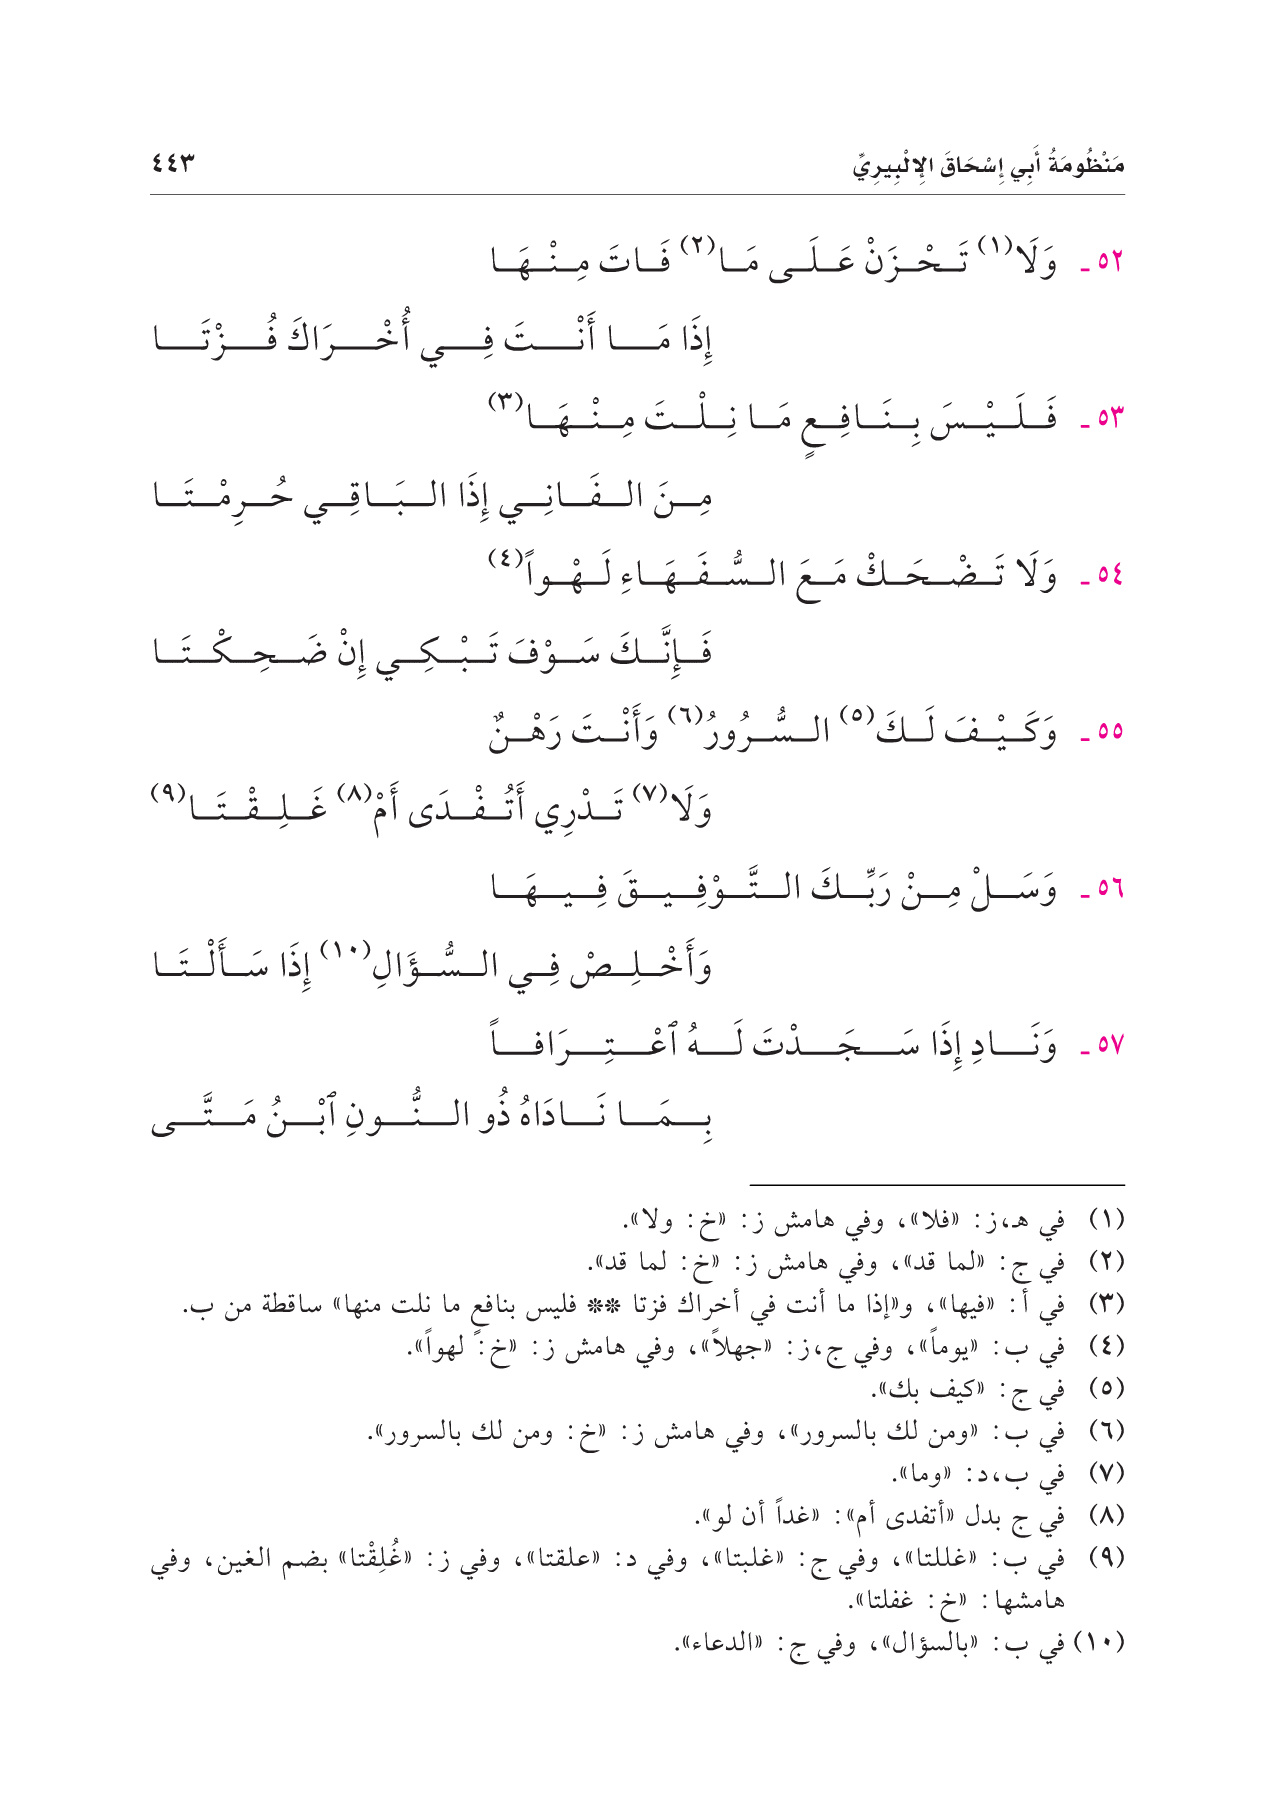 مَنْظُومَةُ أَبِي إِسْحَاقَ الإِلْبِيرِيِّ ٤٤٣
٥٢ ـ وَلَا(١) تَحْزَنْ عَلَى مَا(٢) فَاتَ مِنْهَا
إِذَا مَا أَنْتَ فِي أُخْرَاكَ فُزْتَا
٥٣ ـ فَلَيْسَ بِنَافِعٍ مَا نِلْتَ مِنْهَا(٣)
مِنَ الفَانِي إِذَا البَاقِي حُرِمْتَا
٥٤ ـ وَلَا تَضْحَكْ مَعَ السُّفَهَاءِ لَهْواً(٤)
فَإِنَّكَ سَوْفَ تَبْكِي إِنْ ضَحِكْتَا
٥٥ ـ وَكَيْفَ لَكَ(٥) السُّرُورُ(٦) وَأَنْتَ رَهْنٌ
وَلَا(٧) تَدْرِي أَتُفْدَى أَمْ(٨) غَلِقْتَا(٩)
٥٦ ـ وَسَلْ مِنْ رَبِّكَ التَّوْفِيقَ فِيهَا
وَأَخْلِصْ فِي السُّؤَالِ(١٠) إِذَا سَأَلْتَا
٥٧ ـ وَنَادِ إِذَا سَجَدْتَ لَهُ ٱعْتِرَافاً
بِمَا نَادَاهُ ذُو النُّونِ ٱبْنُ مَتَّى
(١) في هـ،ز: «فلا»، وفي هامش ز: «خ: ولا».
(٢) في ج: «لما قد»، وفي هامش ز: «خ: لما قد».
(٣) في أ: «فيها»، و«إذا ما أنت في أخراك فزتا ** فليس بنافعٍ ما نلت منها» ساقطة من ب.
(٤) في ب: «يوماً»، وفي ج،ز: «جهلاً»، وفي هامش ز: «خ: لهواً».
(٥) في ج: «كيف بك».
(٦) في ب: «ومن لك بالسرور»، وفي هامش ز: «خ: ومن لك بالسرور».
(٧) في ب،د: «وما».
(٨) في ج بدل «أتفدى أم»: «غداً أن لو».
(٩) في ب: «غللتا»، وفي ج: «غلبتا»، وفي د: «علقتا»، وفي ز: «غُلِقْتا» بضم الغين، وفي
هامشها: «خ: غفلتا».
(١٠) في ب: «بالسؤال»، وفي ج: «الدعاء».